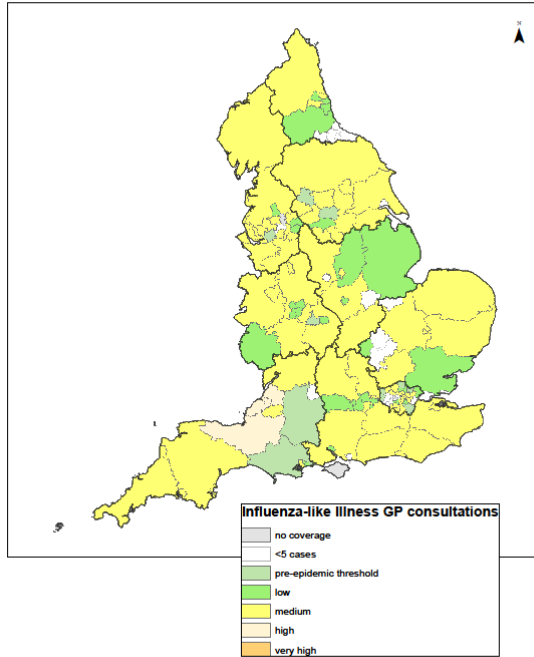 N
Influenza-like Illness GP consultations
no coverage
<5 cases
pre-epidemic threshold
low
medium
high
very high